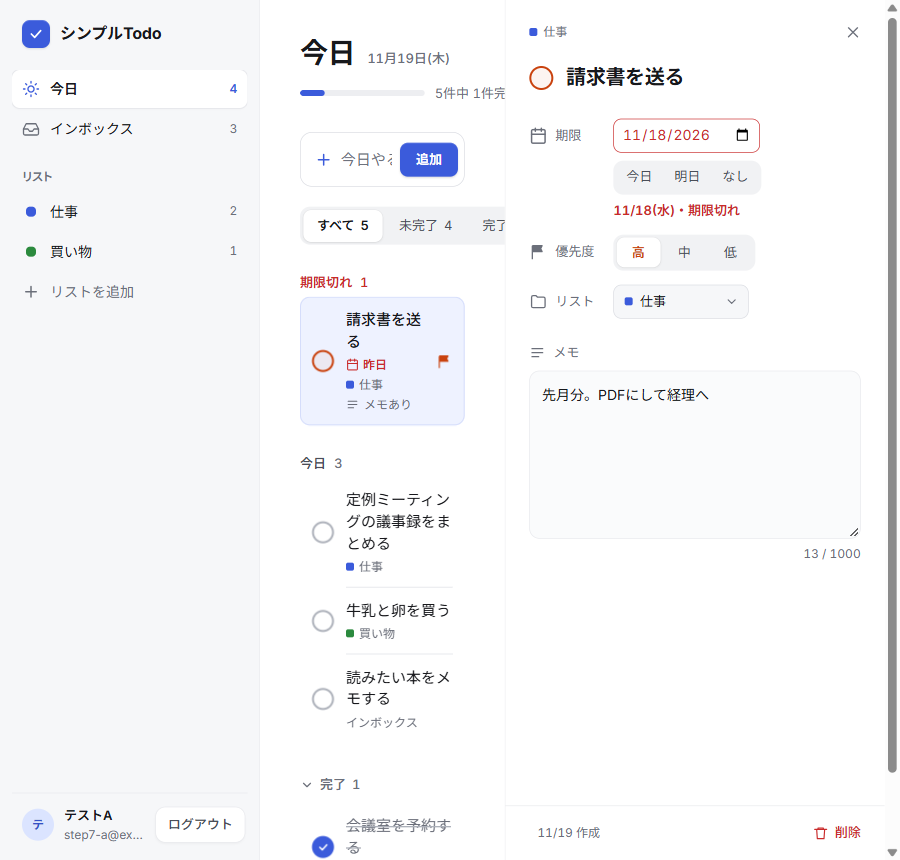 シンプルTodo
今日 4
インボックス 3
リスト
仕事 2
買い物 1
リストを追加
テ
テストA
step7-a@ex...
ログアウト
今日 11月19日(木)
5件中 1件完
今日やる
追加
すべて 5 未完了 4 完了
期限切れ 1
請求書を送
る
昨日
仕事
メモあり
今日 3
定例ミーティン
グの議事録をま
とめる
仕事
牛乳と卵を買う
買い物
読みたい本をメ
モする
インボックス
完了 1
会議室を予約す
る
仕事
請求書を送る
期限 11/18/2026
今日 明日 なし
11/18(水)・期限切れ
優先度 高 中 低
リスト 仕事
メモ
先月分。PDFにして経理へ
13 / 1000
11/19 作成
削除